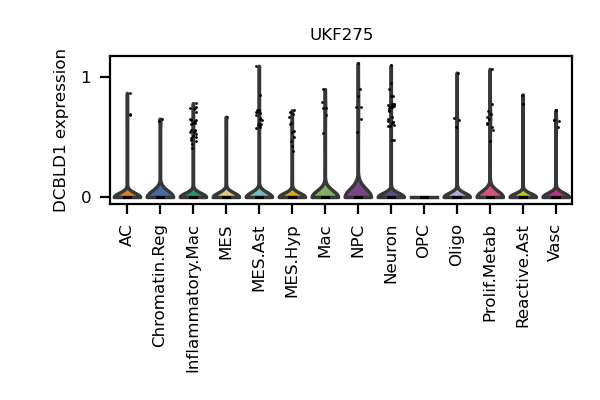 UKF275
DCBLD1 expression
1
0
AC
Chromatin.Reg
Inflammatory.Mac
MES
MES.Ast
MES.Hyp
Mac
NPC
Neuron
OPC
Oligo
Prolif.Metab
Reactive.Ast
Vasc